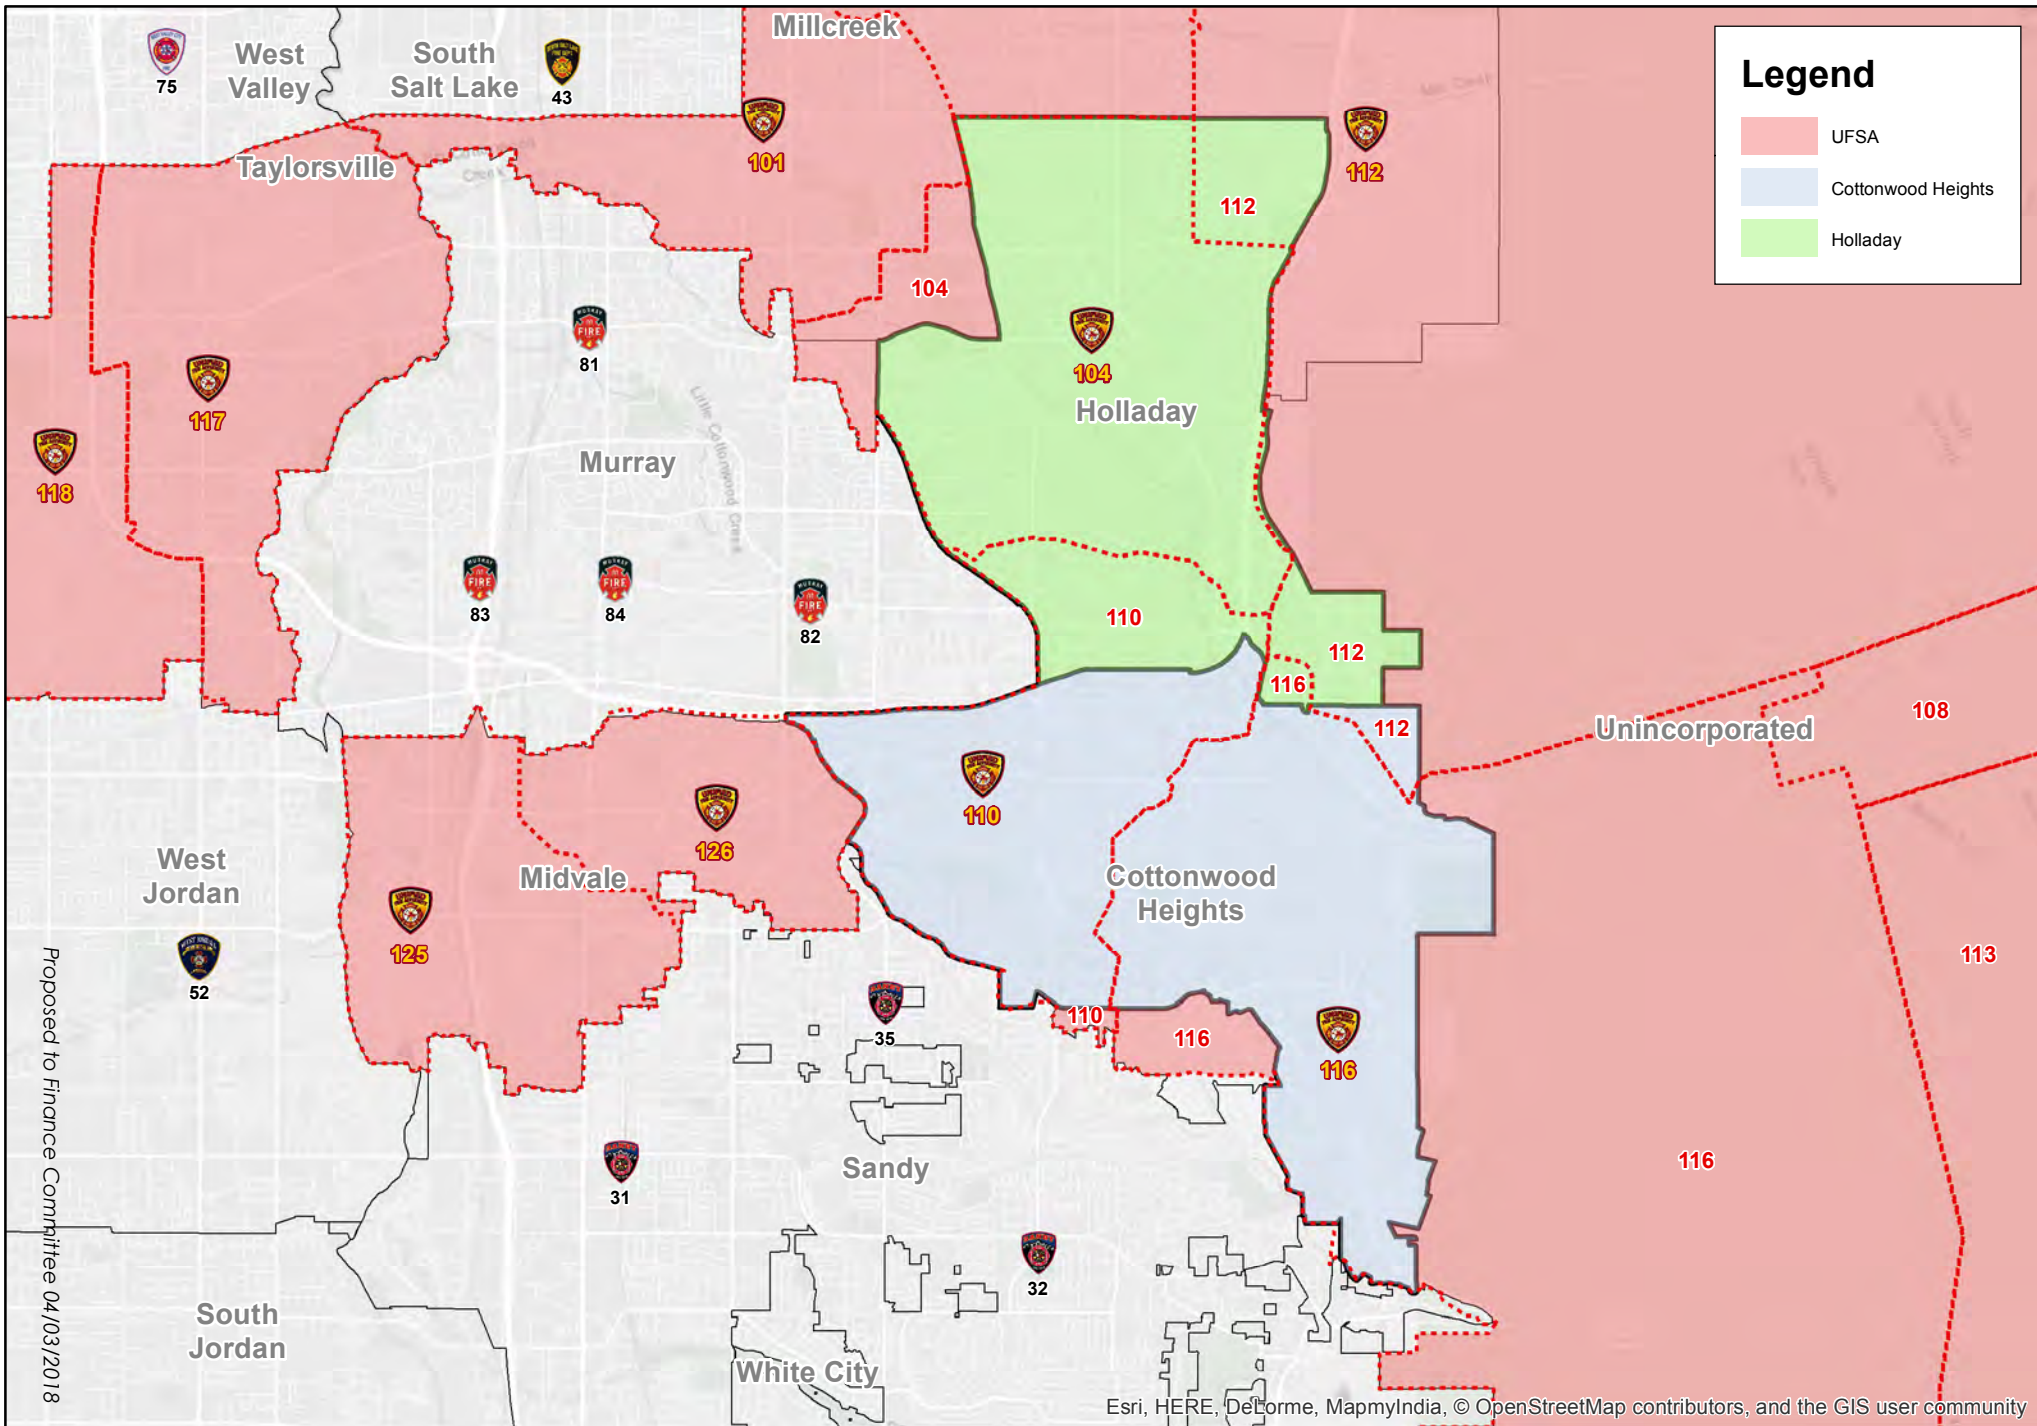 Millcreek
West
Valley
South
Salt Lake
75
43
Legend
UFSA
Cottonwood Heights
Holladay
101
112
Taylorsville
112
104
81
104
Holladay
117
118
Murray
Little Cottonwood Creek
83
84
82
110
112
116
112
108
Unincorporated
110
126
Midvale
Cottonwood
Heights
West
Jordan
125
52
113
35
110
116
116
116
31
Sandy
32
South
Jordan
White City
Proposed to Finance Committee 04/03/2018
Esri, HERE, DeLorme, MapmyIndia, © OpenStreetMap contributors, and the GIS user community